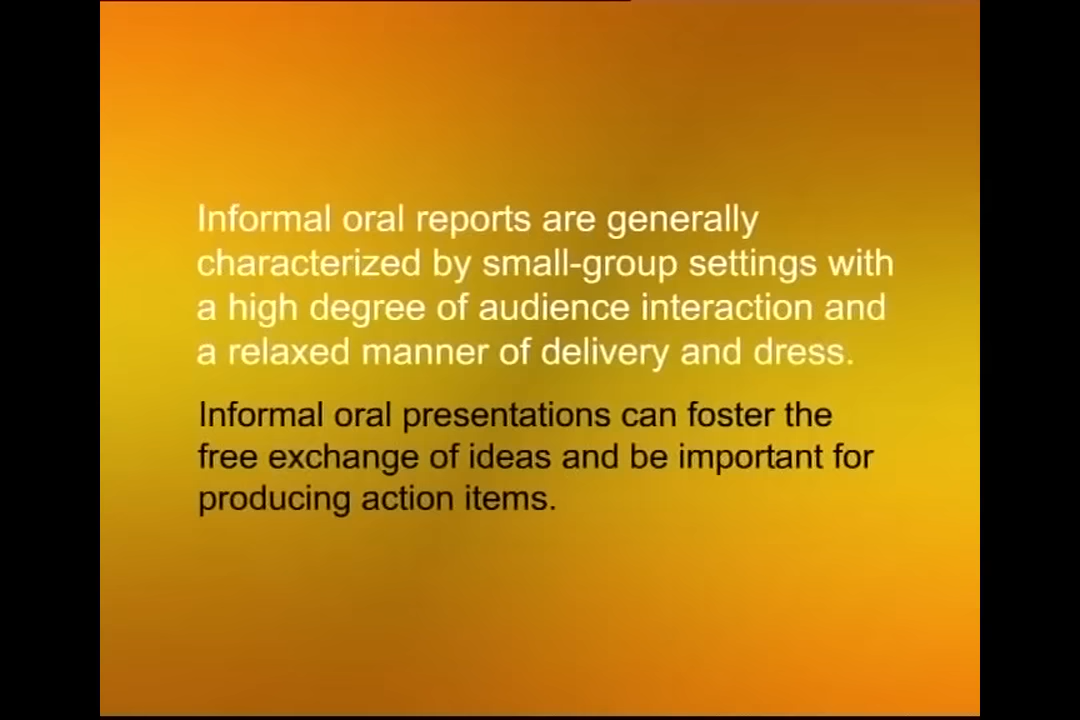 Informal oral reports are generally
characterized by small-group settings with
a high degree of audience interaction and
a relaxed manner of delivery and dress.
Informal oral presentations can foster the
free exchange of ideas and be important for
producing action items.